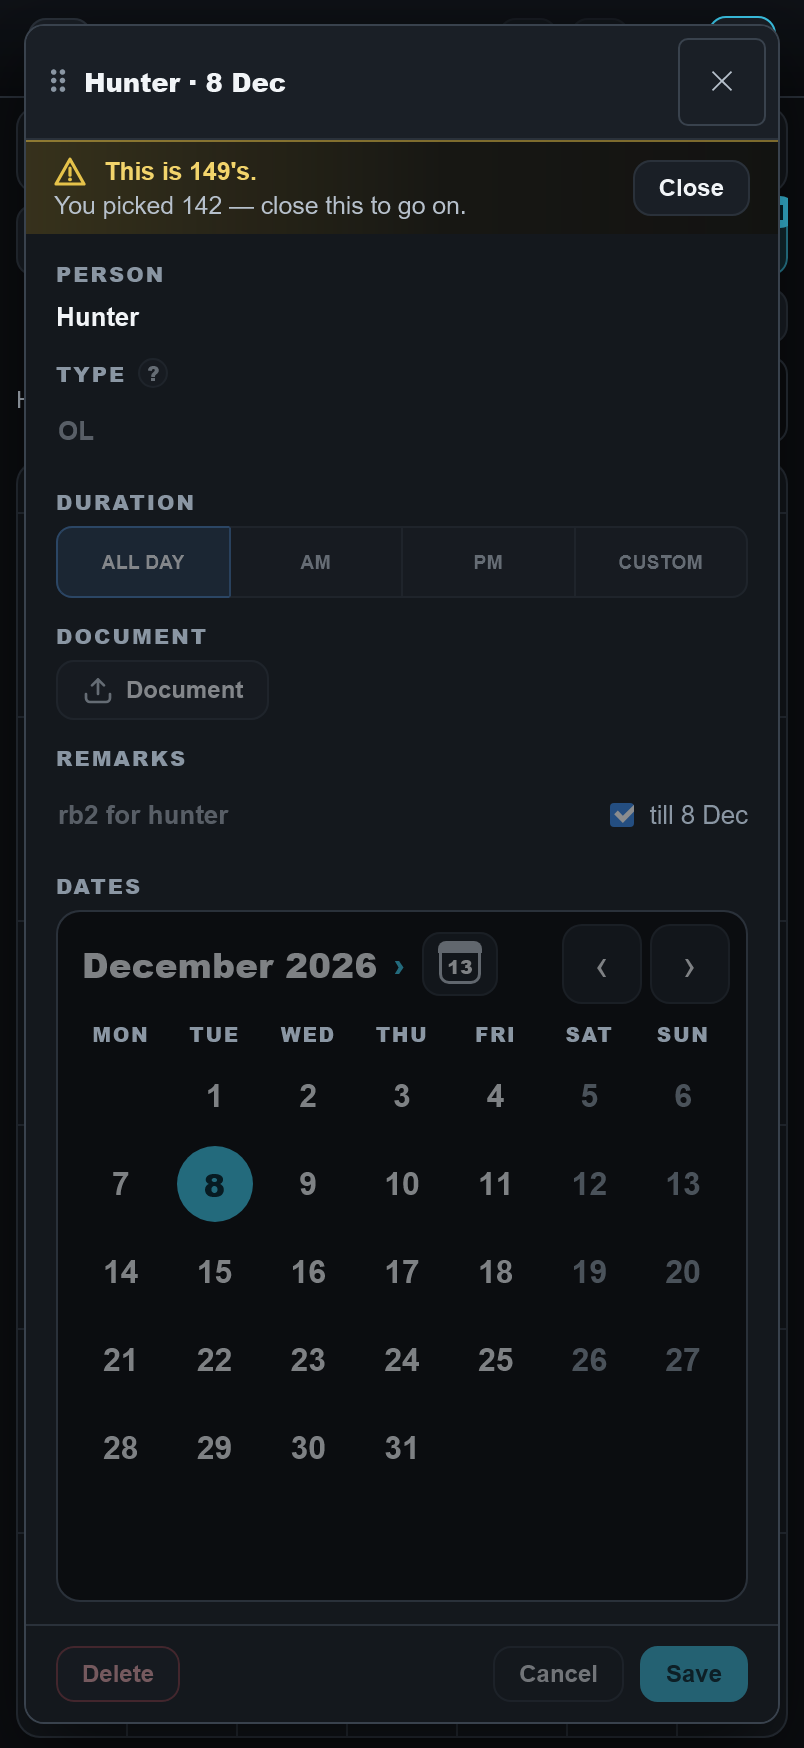 Hunter · 8 Dec
This is 149's.
You picked 142 — close this to go on.
Close
PERSON
Hunter
TYPE ?
OL
DURATION
ALL DAY AM PM CUSTOM
DOCUMENT
Document
REMARKS
rb2 for hunter
till 8 Dec
DATES
December 2026 ›
13
‹ ›
MON TUE WED THU FRI SAT SUN
1 2 3 4 5 6
7 8 9 10 11 12 13
14 15 16 17 18 19 20
21 22 23 24 25 26 27
28 29 30 31
Delete Cancel Save